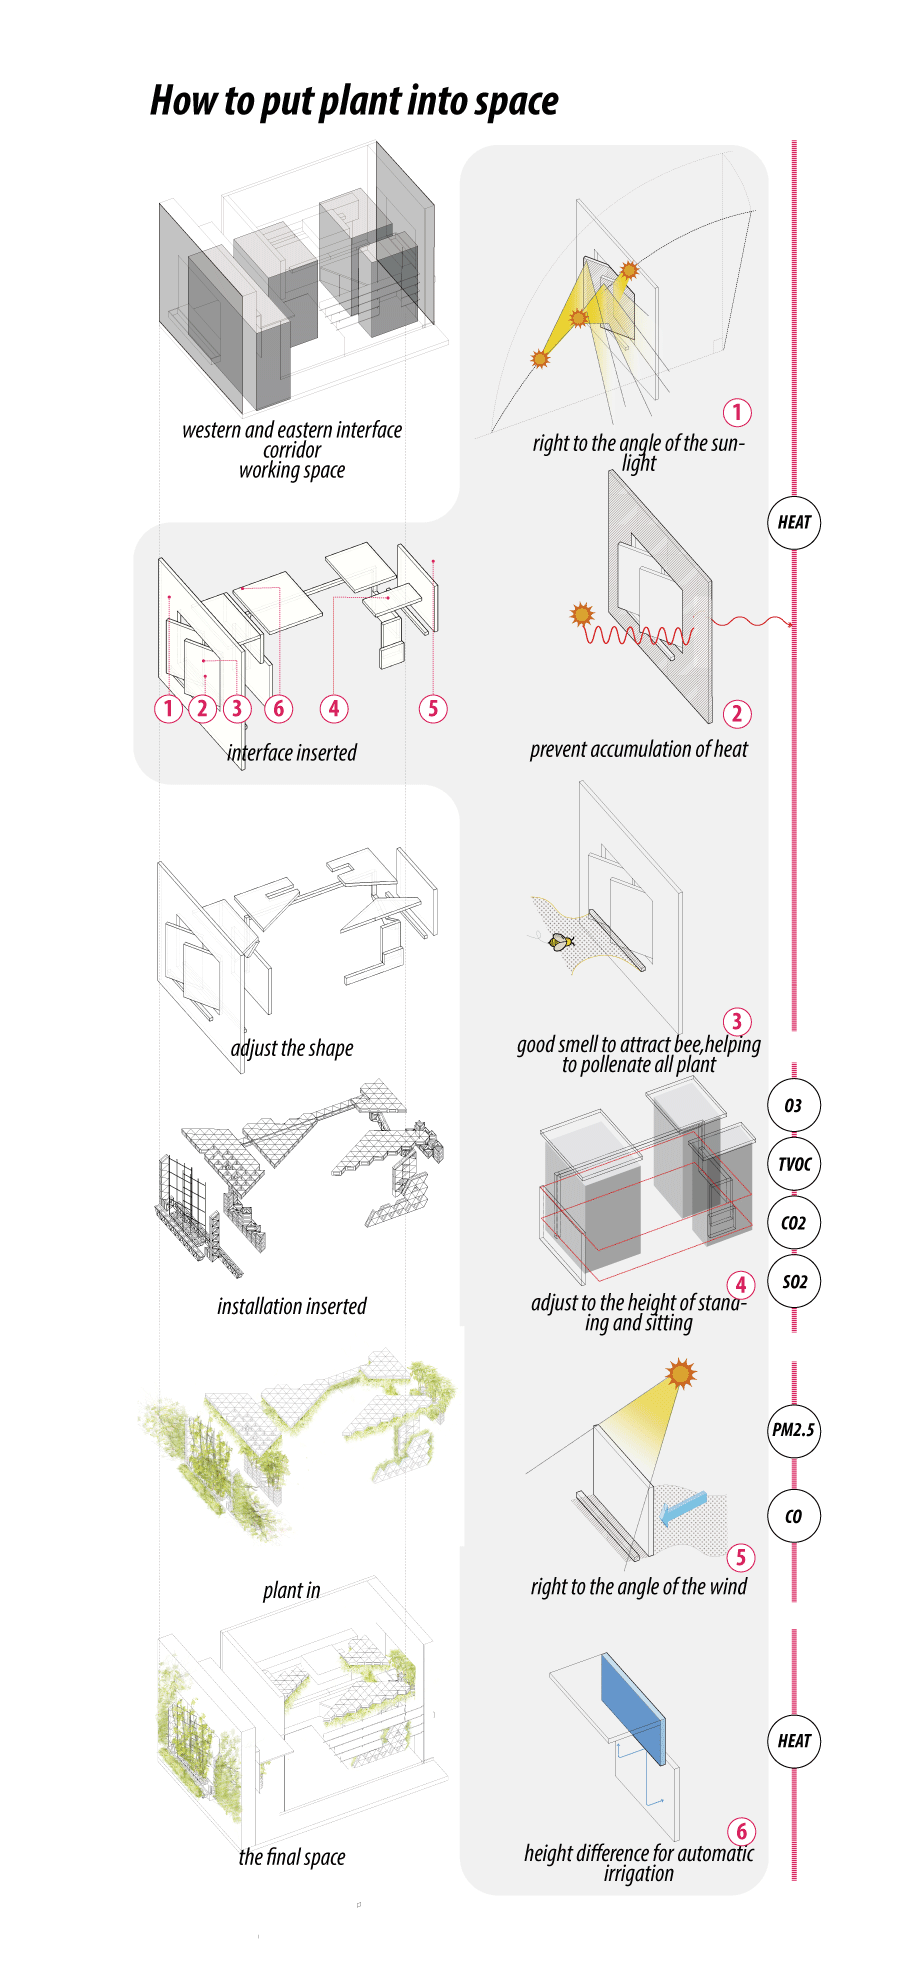 How to put plant into space
western and eastern interface
corridor
working space
1
right to the angle of the sun-
light
HEAT
1
2
3
6
4
5
interface inserted
2
prevent accumulation of heat
adjust the shape
3
good smell to attract bee,helping
to pollenate all plant
O3
TVOC
CO2
SO2
installation inserted
4
adjust to the height of stand-
ing and sitting
PM2.5
CO
plant in
5
right to the angle of the wind
HEAT
the final space
6
height difference for automatic
irrigation